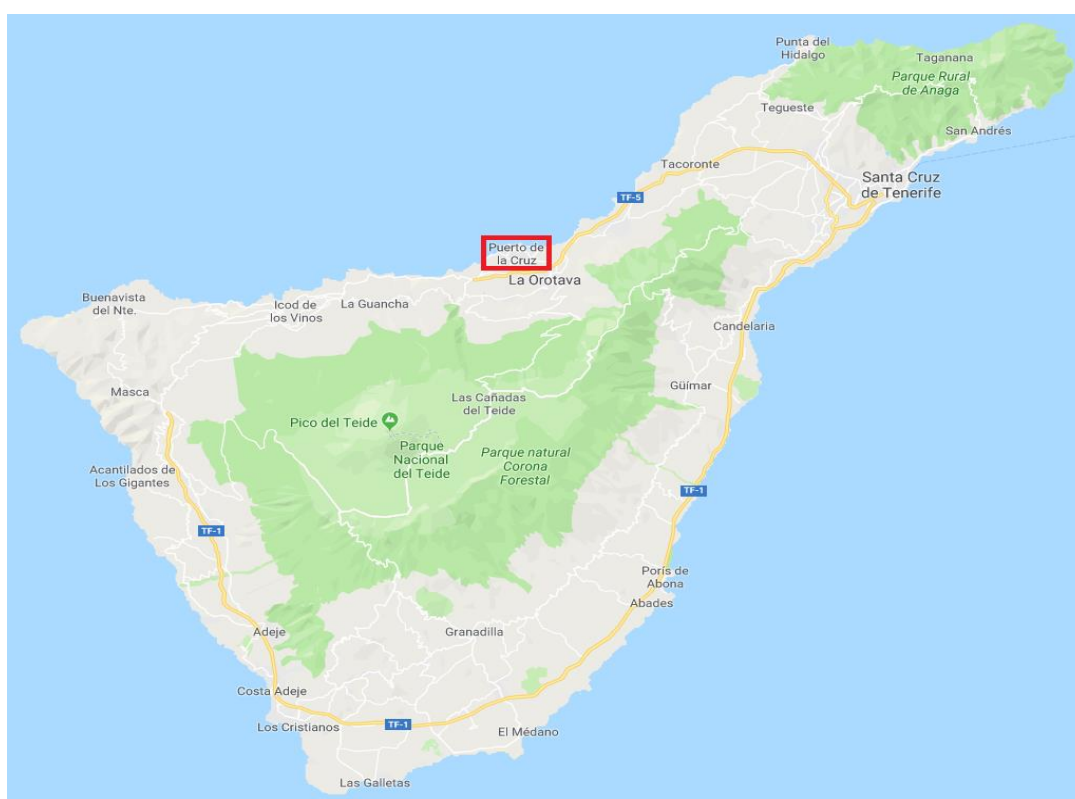 Punta del
Hidalgo
Taganana
Parque Rural
de Anaga
Tegueste
San Andrés
Tacoronte
Santa Cruz
de Tenerife
TF-5
Puerto de
la Cruz
La Orotava
Buenavista
del Nte.
Icod de
los Vinos
La Guancha
Candelaria
Masca
Güímar
Las Cañadas
del Teide
Pico del Teide
Parque
Nacional
del Teide
Parque natural
Corona
Forestal
Acantilados de
Los Gigantes
TF-1
TF-1
Porís de
Abona
Abades
Adeje
Granadilla
Costa Adeje
Los Cristianos
TF-1
El Médano
Las Galletas